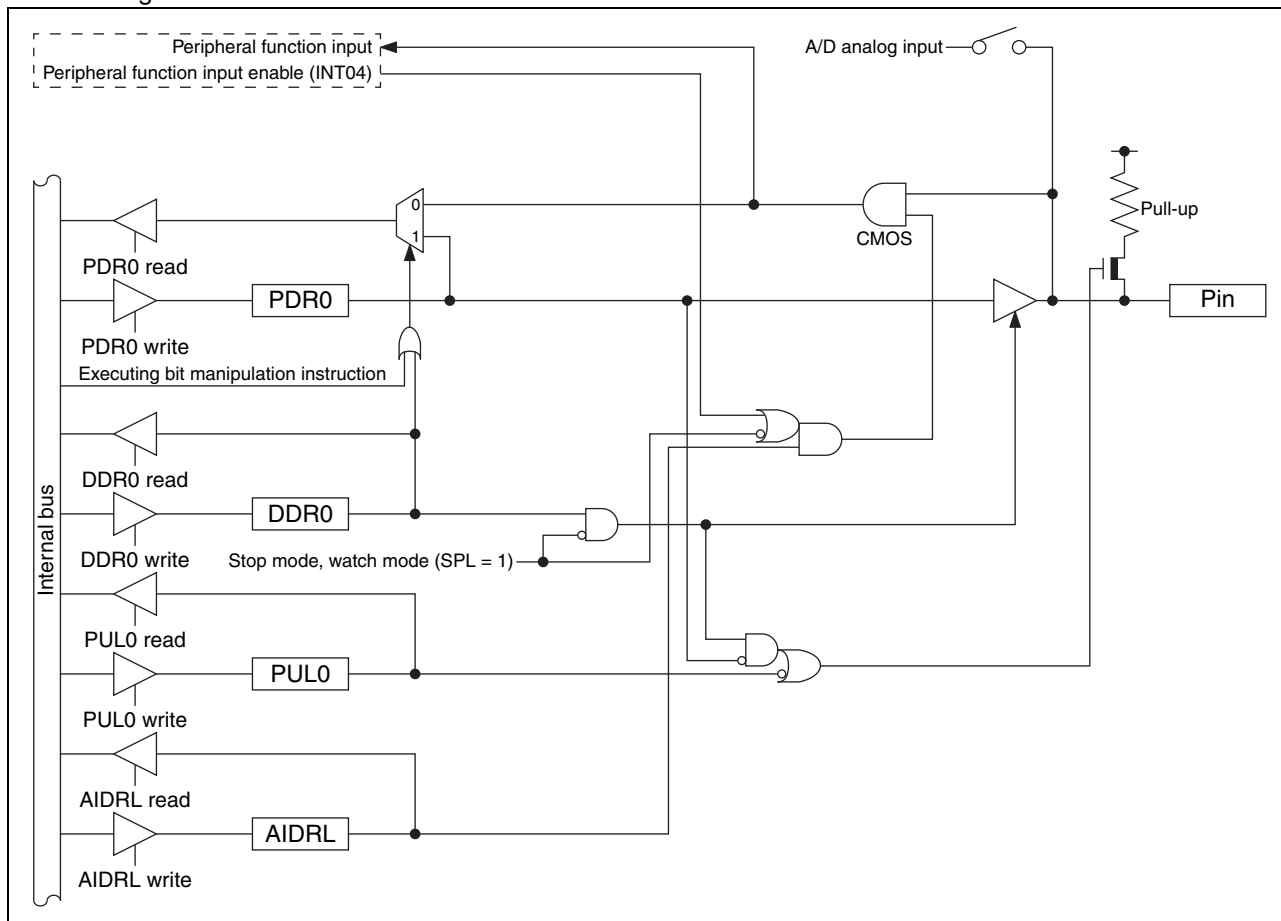 Peripheral function input
Peripheral function input enable (INT04)
A/D analog input
0
1
CMOS
Pull-up
PDR0 read
PDR0
Pin
PDR0 write
Executing bit manipulation instruction
DDR0 read
DDR0
DDR0 write
Stop mode, watch mode (SPL = 1)
Internal bus
PUL0 read
PUL0
PUL0 write
AIDRL read
AIDRL
AIDRL write